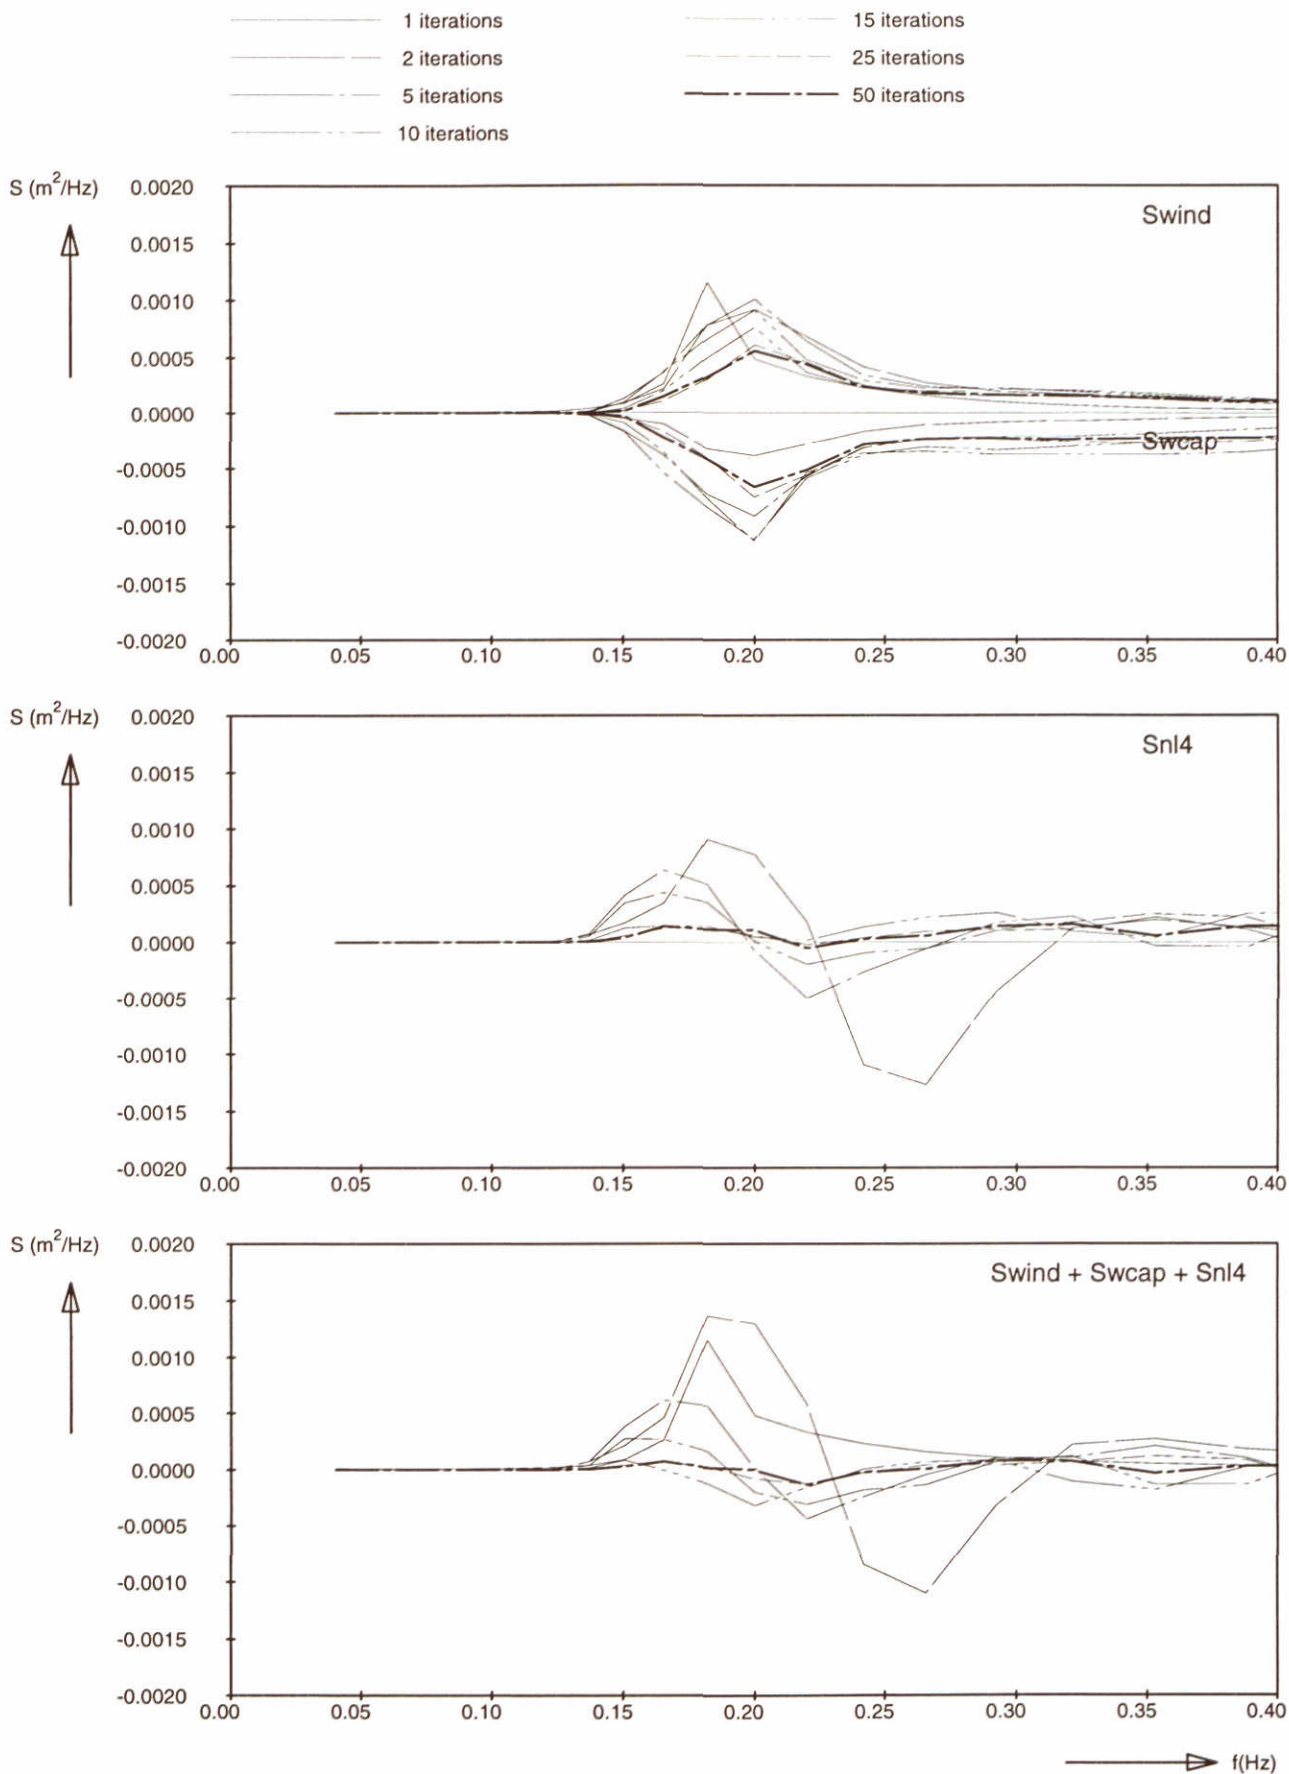 1 iterations
15 iterations
2 iterations
25 iterations
5 iterations
50 iterations
10 iterations
S (m²/Hz)
0.0020
0.0015
0.0010
0.0005
0.0000
-0.0005
-0.0010
-0.0015
-0.0020
Swind
Swcap
0.00 0.05 0.10 0.15 0.20 0.25 0.30 0.35 0.40
S (m²/Hz)
0.0020
0.0015
0.0010
0.0005
0.0000
-0.0005
-0.0010
-0.0015
-0.0020
Snl4
0.00 0.05 0.10 0.15 0.20 0.25 0.30 0.35 0.40
S (m²/Hz)
0.0020
0.0015
0.0010
0.0005
0.0000
-0.0005
-0.0010
-0.0015
-0.0020
Swind + Swcap + Snl4
0.00 0.05 0.10 0.15 0.20 0.25 0.30 0.35 0.40
f(Hz)